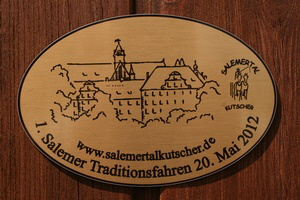 SALEMERTAL
KUTSCHER
www.salemertalkutscher.de
1. Salemer Traditionsfahren 20. Mai 2012